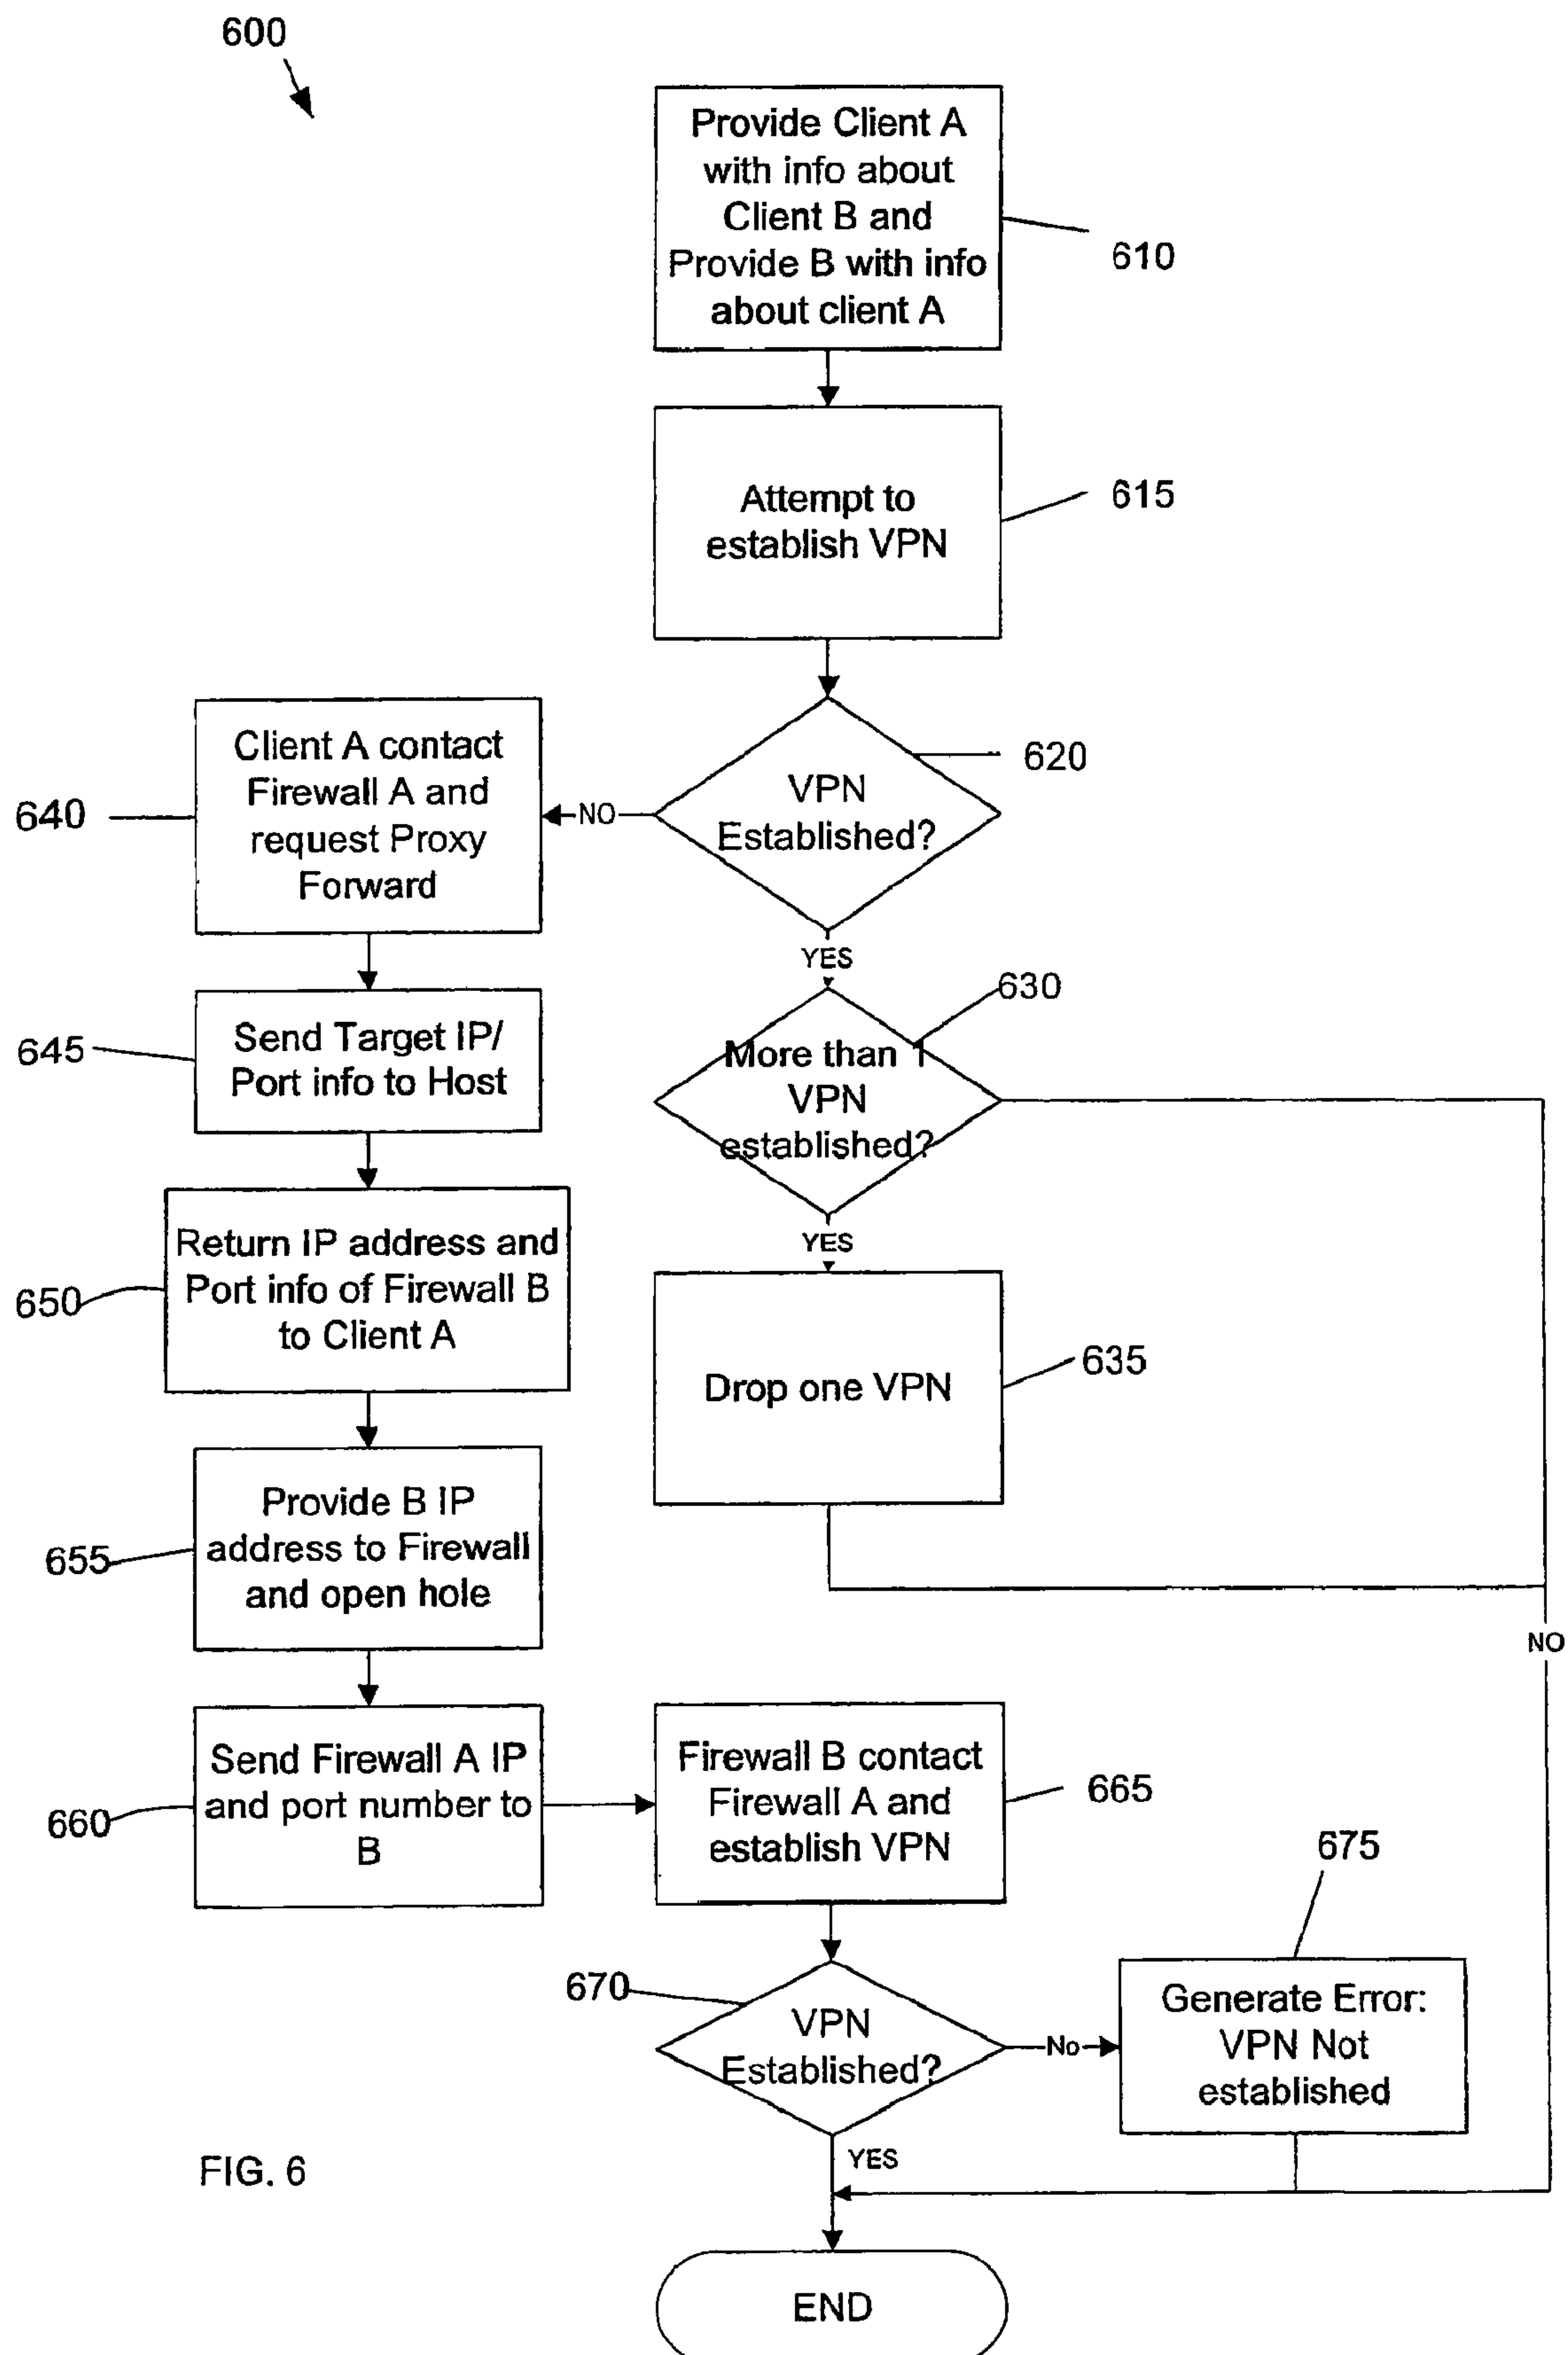 600
Provide Client A
with info about
Client B and
Provide B with info
about client A
610
Attempt to
establish VPN
615
VPN
Established?
620
NO
Client A contact
Firewall A and
request Proxy
Forward
640
YES
630
More than 1
VPN
established?
Send Target IP/
Port info to Host
645
YES
Return IP address and
Port info of Firewall B
to Client A
650
Drop one VPN
635
Provide B IP
address to Firewall
and open hole
655
NO
Send Firewall A IP
and port number to
B
660
Firewall B contact
Firewall A and
establish VPN
665
675
670
VPN
Established?
No
Generate Error:
VPN Not
established
YES
FIG. 6
END